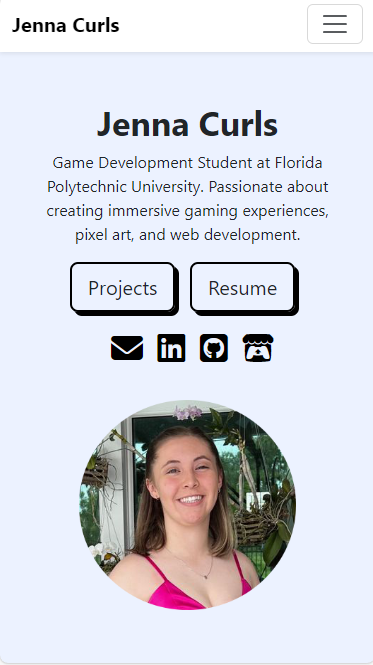 Jenna Curls
Jenna Curls
Game Development Student at Florida
Polytechnic University. Passionate about
creating immersive gaming experiences,
pixel art, and web development.
Projects Resume
in